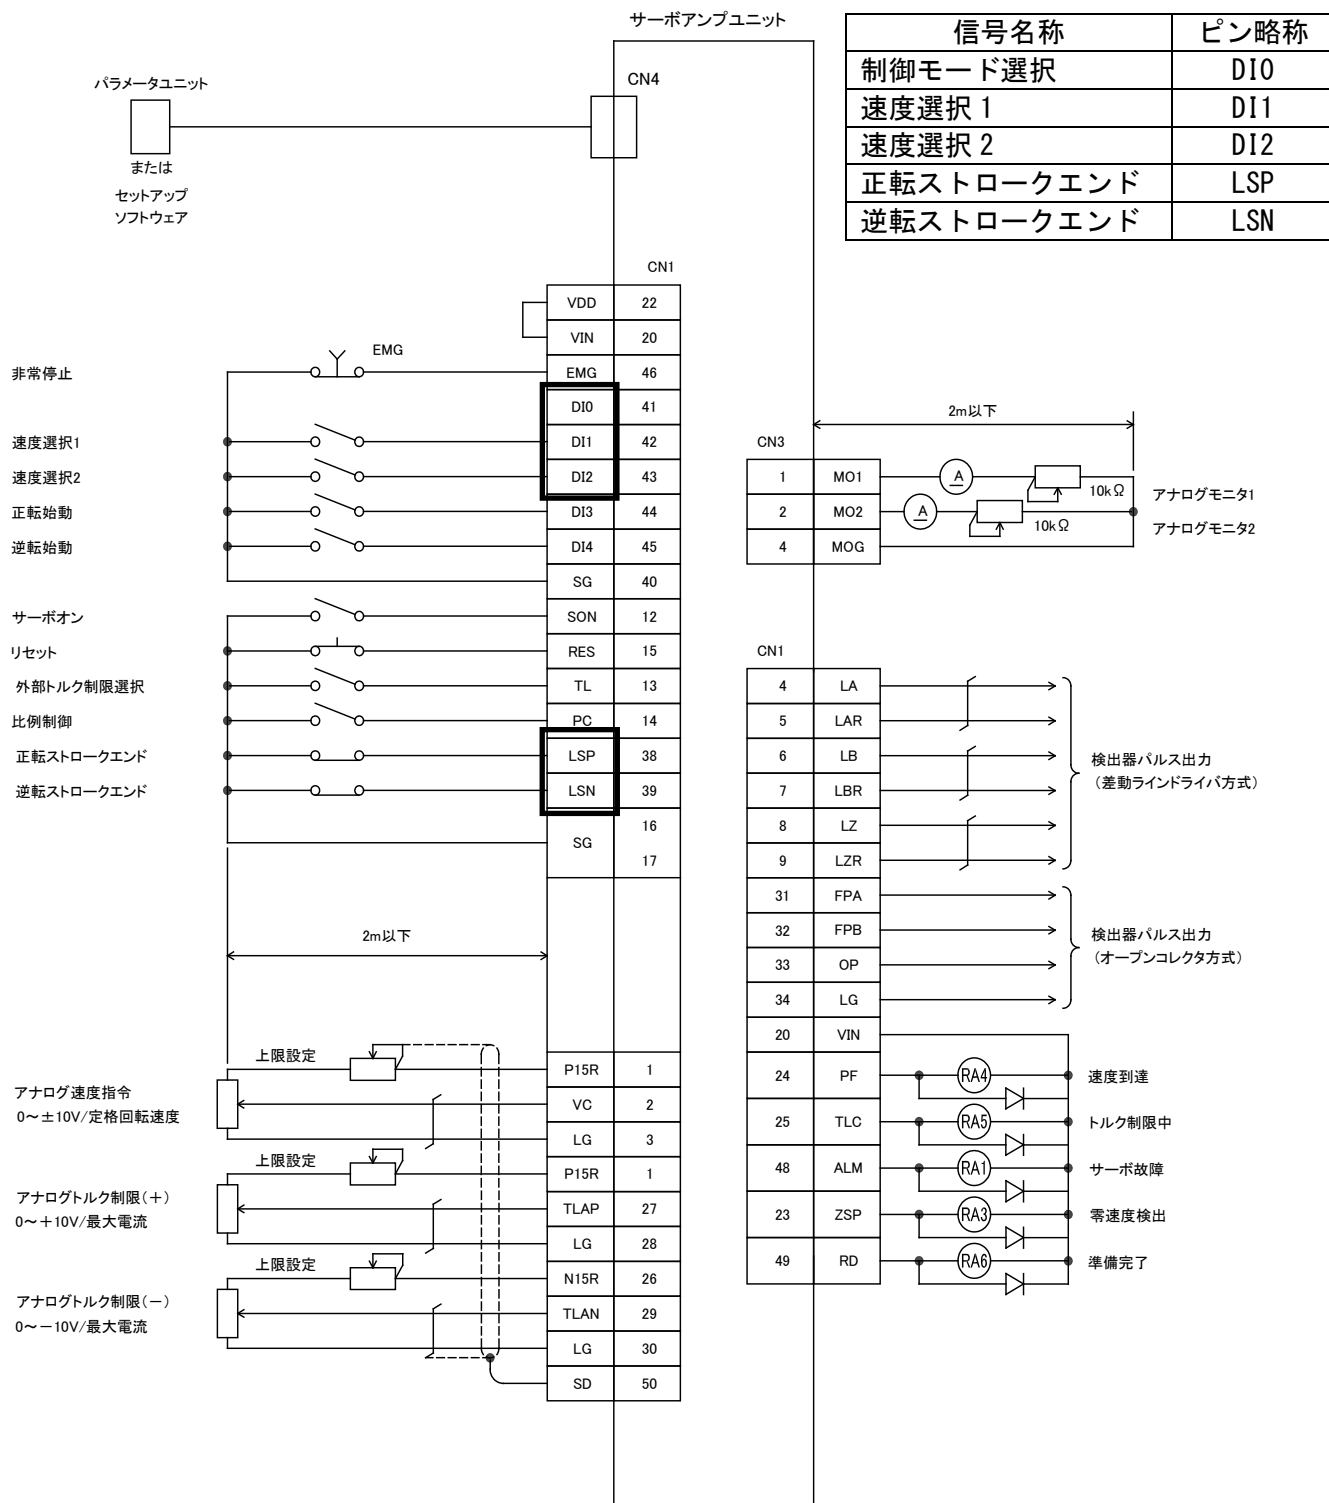 サーボアンプユニット
信号名称 ピン略称
制御モード選択 DI0
速度選択1 DI1
速度選択2 DI2
正転ストロークエンド LSP
逆転ストロークエンド LSN
パラメータユニット
または
セットアップ
ソフトウェア
CN4
CN1
VDD 22
VIN 20
非常停止 EMG EMG 46
DI0 41
速度選択1 DI1 42
速度選択2 DI2 43
正転始動 DI3 44
逆転始動 DI4 45
SG 40
サーボオン SON 12
リセット RES 15
外部トルク制限選択 TL 13
比例制御 PC 14
正転ストロークエンド LSP 38
逆転ストロークエンド LSN 39
SG 16
17
2m以下
アナログ速度指令
0～±10V/定格回転速度
上限設定
P15R 1
VC 2
LG 3
アナログトルク制限(＋)
0～＋10V/最大電流
上限設定
P15R 1
TLAP 27
LG 28
アナログトルク制限(－)
0～－10V/最大電流
上限設定
N15R 26
TLAN 29
LG 30
SD 50
2m以下
CN3
1 MO1 A 10kΩ アナログモニタ1
2 MO2 A 10kΩ アナログモニタ2
4 MOG
CN1
4 LA
5 LAR
6 LB
7 LBR
8 LZ
9 LZR
検出器パルス出力
(差動ラインドライバ方式)
31 FPA
32 FPB
33 OP
34 LG
検出器パルス出力
(オープンコレクタ方式)
20 VIN
24 PF RA4 速度到達
25 TLC RA5 トルク制限中
48 ALM RA1 サーボ故障
23 ZSP RA3 零速度検出
49 RD RA6 準備完了